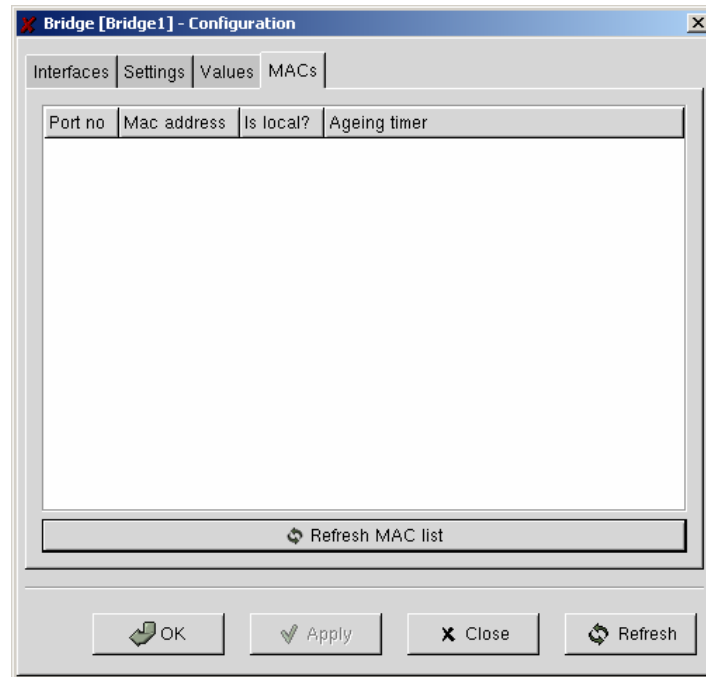 Bridge [Bridge1] - Configuration
Interfaces Settings Values MACs
Port no Mac address Is local? Ageing timer
Refresh MAC list
OK Apply Close Refresh